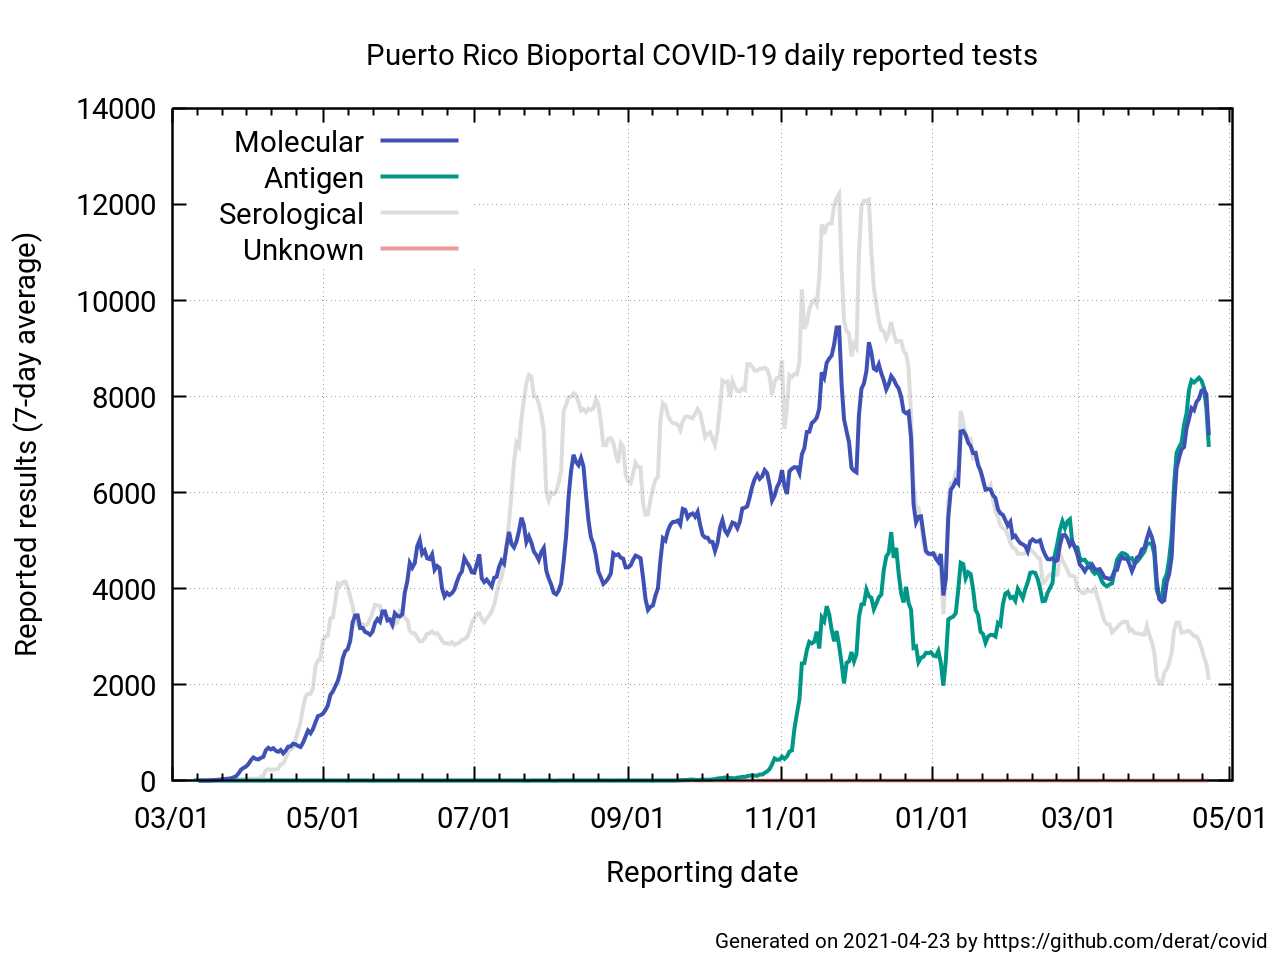 Puerto Rico Bioportal COVID-19 daily reported tests
Reported results (7-day average)
14000
12000
10000
8000
6000
4000
2000
0
Molecular
Antigen
Serological
Unknown
03/01 05/01 07/01 09/01 11/01 01/01 03/01 05/01
Reporting date
Generated on 2021-04-23 by https://github.com/derat/covid